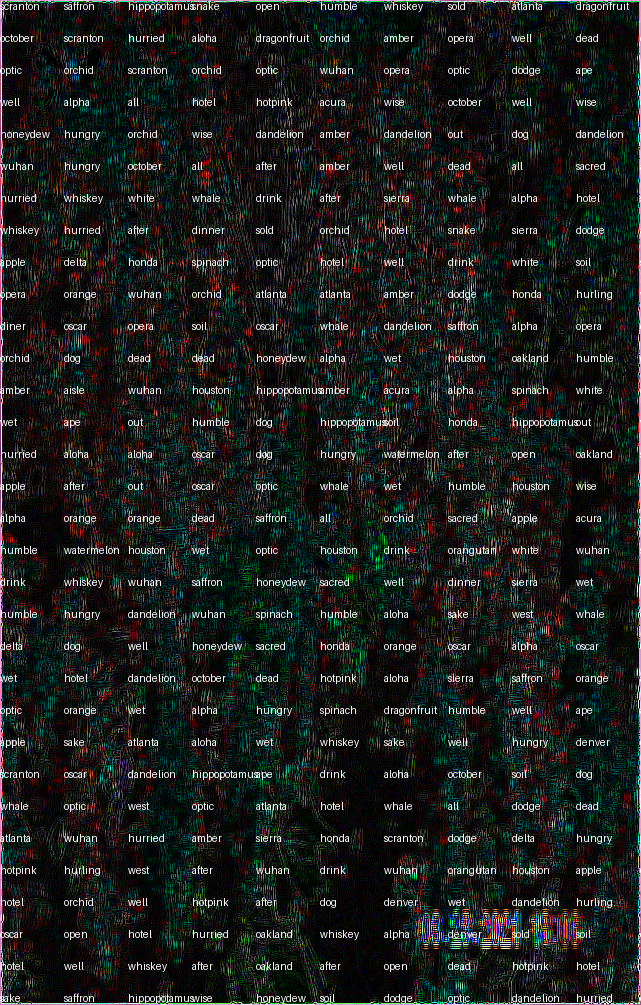 scranton saffron hippopotamus snake open humble whiskey sold atlanta dragonfruit
october scranton hurried aloha dragonfruit orchid amber opera well dead
optic orchid scranton orchid optic wuhan opera optic dodge ape
well alpha all hotel hotpink acura wise october well wise
honeydew hungry orchid wise dandelion amber dandelion out dog dandelion
wuhan hungry october all after amber well dead all sacred
hurried whiskey white whale drink after sierra whale alpha hotel
whiskey hurried after dinner sold orchid hotel snake sierra dodge
apple delta honda spinach optic hotel well drink white soil
opera orange wuhan orchid atlanta atlanta amber dodge honda hurling
diner oscar opera soil oscar whale dandelion saffron alpha opera
orchid dog dead dead honeydew alpha wet houston oakland humble
amber aisle wuhan houston hippopotamus amber acura alpha spinach white
wet ape out humble dog hippopotamus soil honda hippopotamus out
hurried aloha aloha oscar dog hungry watermelon after open oakland
apple after out oscar optic whale wet humble houston wise
alpha orange orange dead saffron all orchid sacred apple acura
humble watermelon houston wet optic houston drink orangutan white wuhan
drink whiskey wuhan saffron honeydew sacred well dinner sierra wet
humble hungry dandelion wuhan spinach humble aloha sake west whale
delta dog well honeydew sacred honda orange oscar alpha oscar
wet hotel dandelion october dead hotpink aloha sierra saffron orange
optic orange wet alpha hungry spinach dragonfruit humble well ape
apple sake atlanta aloha wet whiskey sake well hungry denver
scranton oscar dandelion hippopotamus ape drink aloha october soil dog
whale optic west optic atlanta hotel whale all dodge dead
atlanta wuhan hurried amber sierra honda scranton dodge delta hungry
hotpink hurling west after wuhan drink wuhan orangutan houston apple
hotel orchid well hotpink after dog denver wet dandelion hurling
oscar open hotel hurried oakland whiskey alpha denver sold soil
hotel well whiskey after oakland after open dead hotpink hotel
sake saffron hippopotamus wise honeydew soil dodge optic dandelion hurried